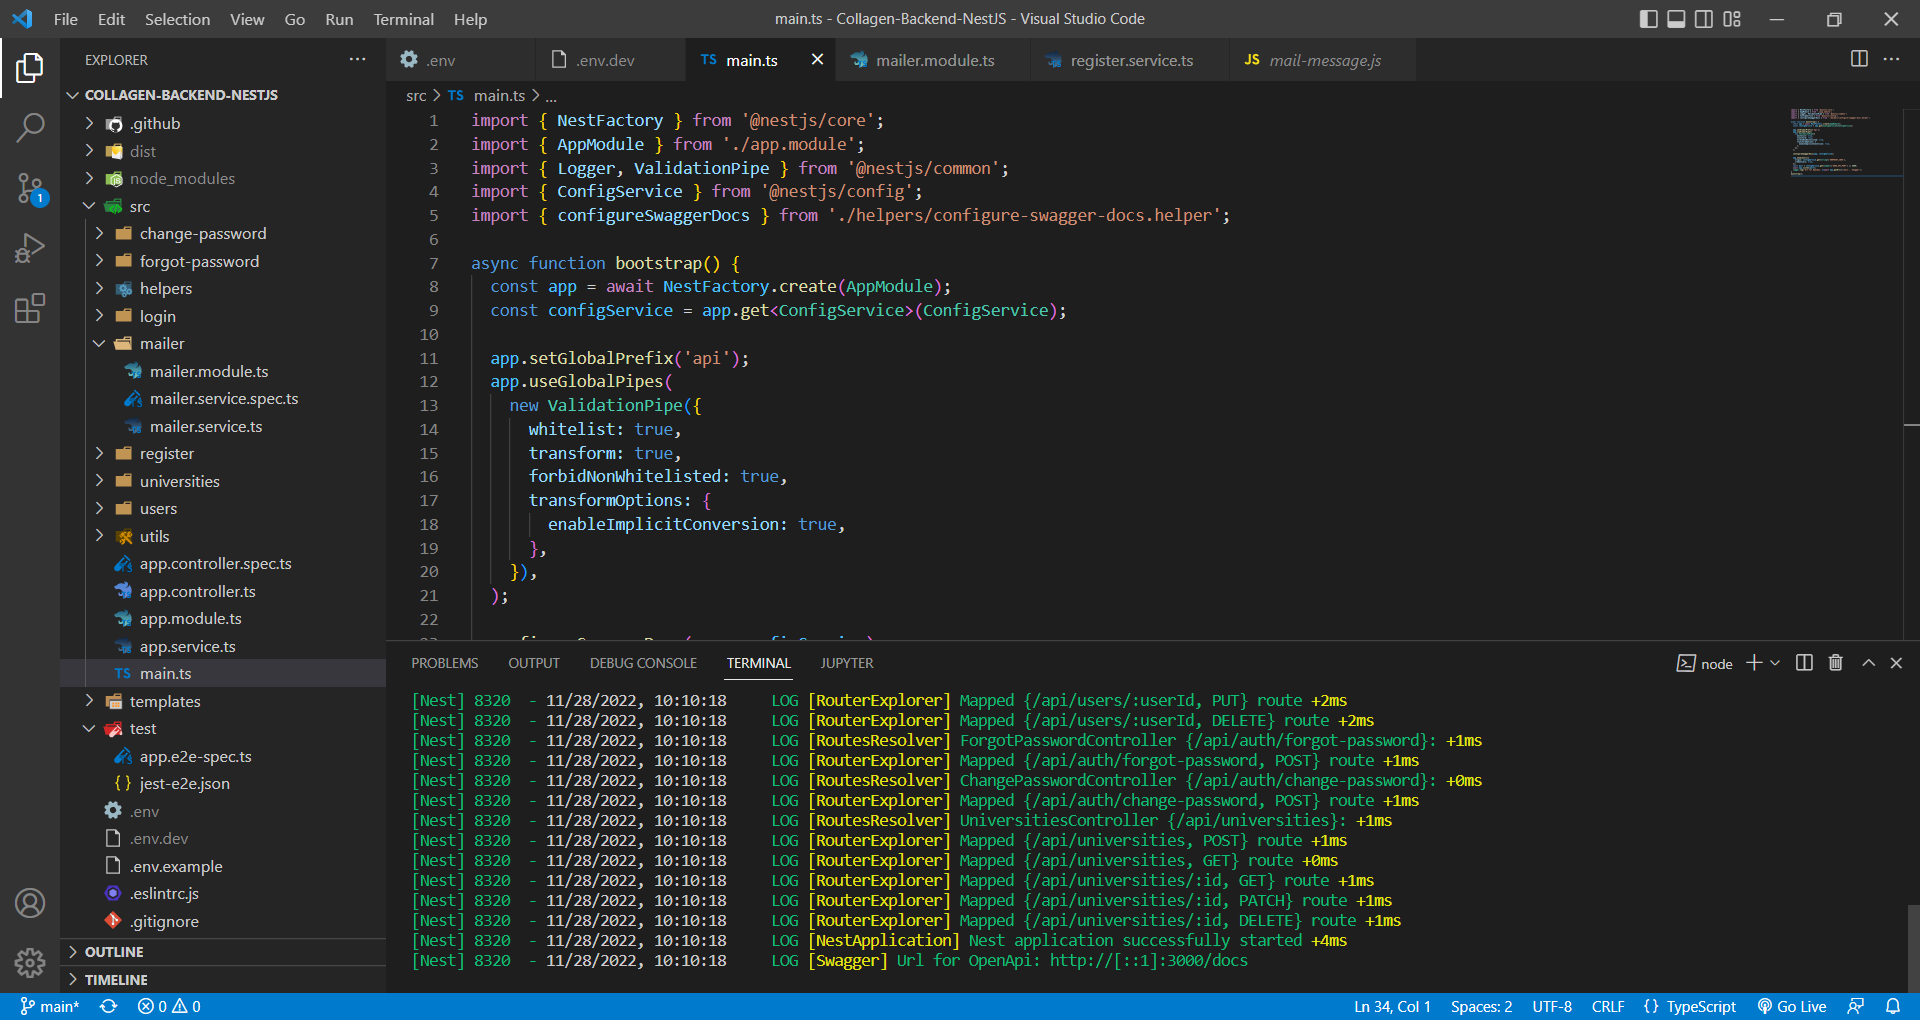 File Edit Selection View Go Run Terminal Help
main.ts - Collagen-Backend-NestJS - Visual Studio Code
EXPLORER
COLLAGEN-BACKEND-NESTJS
.github
dist
node_modules
src
change-password
forgot-password
helpers
login
mailer
mailer.module.ts
mailer.service.spec.ts
mailer.service.ts
register
universities
users
utils
app.controller.spec.ts
app.controller.ts
app.module.ts
app.service.ts
TS main.ts
templates
test
app.e2e-spec.ts
{ } jest-e2e.json
.env
.env.dev
.env.example
.eslintrc.js
.gitignore
OUTLINE
TIMELINE
.env
.env.dev
TS main.ts
mailer.module.ts
register.service.ts
JS mail-message.js
src > TS main.ts > ...
1 import { NestFactory } from '@nestjs/core';
2 import { AppModule } from './app.module';
3 import { Logger, ValidationPipe } from '@nestjs/common';
4 import { ConfigService } from '@nestjs/config';
5 import { configureSwaggerDocs } from './helpers/configure-swagger-docs.helper';
6
7 async function bootstrap() {
8 const app = await NestFactory.create(AppModule);
9 const configService = app.get<ConfigService>(ConfigService);
10
11 app.setGlobalPrefix('api');
12 app.useGlobalPipes(
13 new ValidationPipe({
14 whitelist: true,
15 transform: true,
16 forbidNonWhitelisted: true,
17 transformOptions: {
18 enableImplicitConversion: true,
19 },
20 }),
21 );
22
PROBLEMS OUTPUT DEBUG CONSOLE TERMINAL JUPYTER
node
[Nest] 8320 - 11/28/2022, 10:10:18 LOG [RouterExplorer] Mapped {/api/users/:userId, PUT} route +2ms
[Nest] 8320 - 11/28/2022, 10:10:18 LOG [RouterExplorer] Mapped {/api/users/:userId, DELETE} route +2ms
[Nest] 8320 - 11/28/2022, 10:10:18 LOG [RoutesResolver] ForgotPasswordController {/api/auth/forgot-password}: +1ms
[Nest] 8320 - 11/28/2022, 10:10:18 LOG [RouterExplorer] Mapped {/api/auth/forgot-password, POST} route +1ms
[Nest] 8320 - 11/28/2022, 10:10:18 LOG [RoutesResolver] ChangePasswordController {/api/auth/change-password}: +0ms
[Nest] 8320 - 11/28/2022, 10:10:18 LOG [RouterExplorer] Mapped {/api/auth/change-password, POST} route +1ms
[Nest] 8320 - 11/28/2022, 10:10:18 LOG [RoutesResolver] UniversitiesController {/api/universities}: +1ms
[Nest] 8320 - 11/28/2022, 10:10:18 LOG [RouterExplorer] Mapped {/api/universities, POST} route +1ms
[Nest] 8320 - 11/28/2022, 10:10:18 LOG [RouterExplorer] Mapped {/api/universities, GET} route +0ms
[Nest] 8320 - 11/28/2022, 10:10:18 LOG [RouterExplorer] Mapped {/api/universities/:id, GET} route +1ms
[Nest] 8320 - 11/28/2022, 10:10:18 LOG [RouterExplorer] Mapped {/api/universities/:id, PATCH} route +1ms
[Nest] 8320 - 11/28/2022, 10:10:18 LOG [RouterExplorer] Mapped {/api/universities/:id, DELETE} route +1ms
[Nest] 8320 - 11/28/2022, 10:10:18 LOG [NestApplication] Nest application successfully started +4ms
[Nest] 8320 - 11/28/2022, 10:10:18 LOG [Swagger] Url for OpenApi: http://[::1]:3000/docs
main* 0 0
Ln 34, Col 1 Spaces: 2 UTF-8 CRLF { } TypeScript Go Live
1